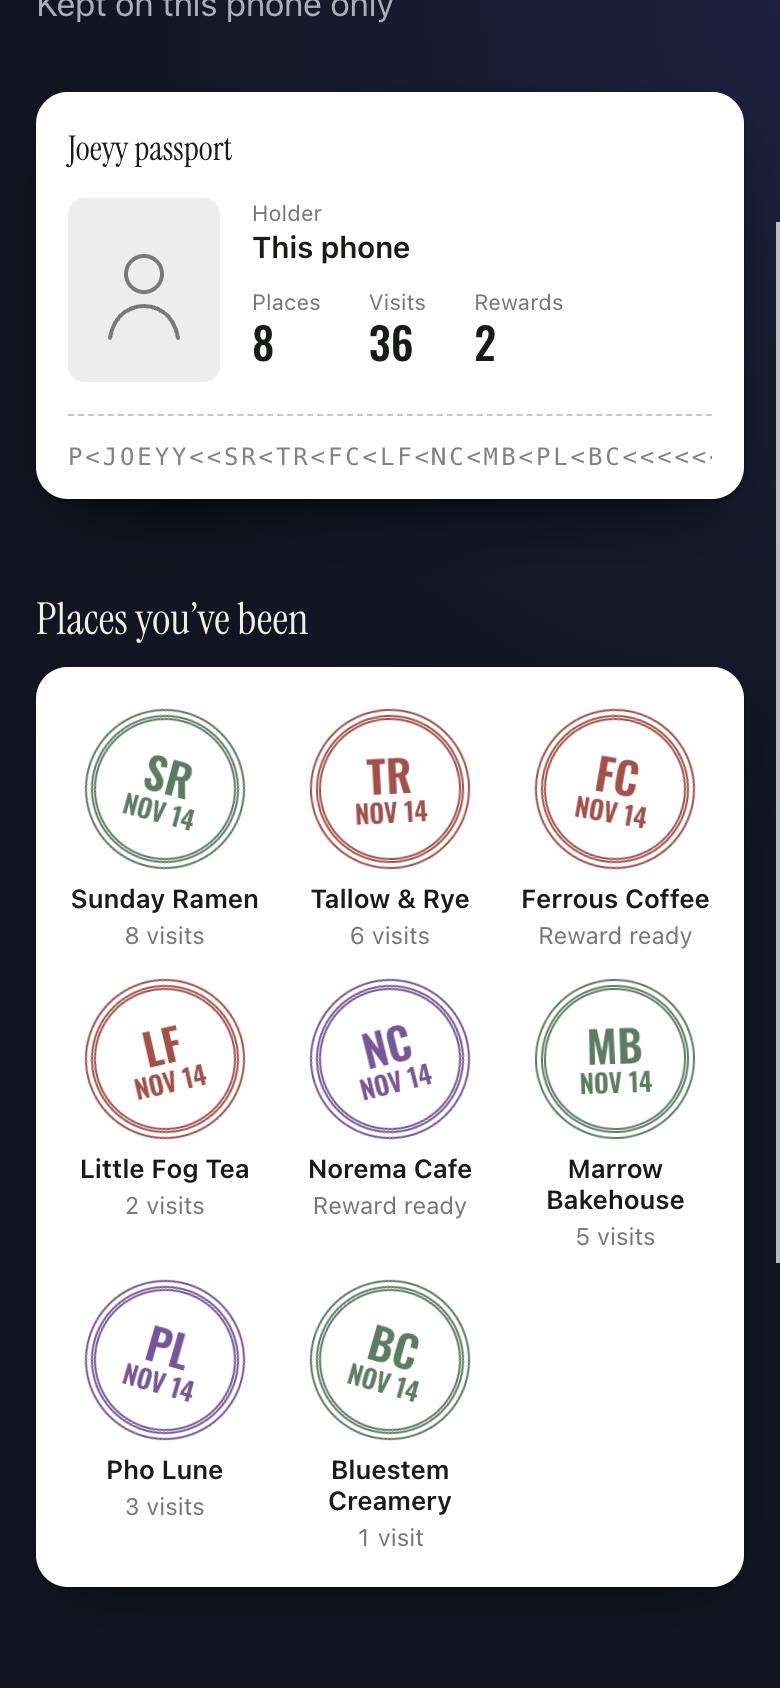 Kept on this phone only
Joeyy passport
Holder
This phone
Places Visits Rewards
8 36 2
P<JOEYY<<SR<TR<FC<LF<NC<MB<PL<BC<<<<<
Places you’ve been
SR
NOV 14
TR
NOV 14
FC
NOV 14
Sunday Ramen
8 visits
Tallow & Rye
6 visits
Ferrous Coffee
Reward ready
LF
NOV 14
NC
NOV 14
MB
NOV 14
Little Fog Tea
2 visits
Norema Cafe
Reward ready
Marrow
Bakehouse
5 visits
PL
NOV 14
BC
NOV 14
Pho Lune
3 visits
Bluestem
Creamery
1 visit